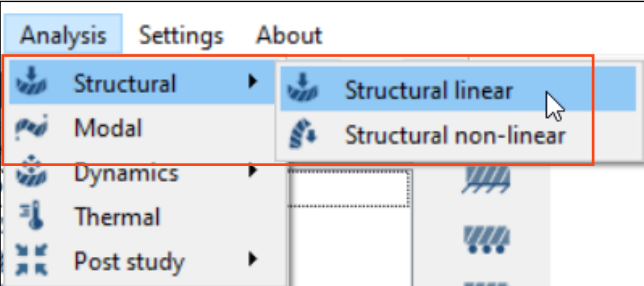 Analysis Settings About
Structural
Structural linear
Structural non-linear
Modal
Dynamics
Thermal
Post study